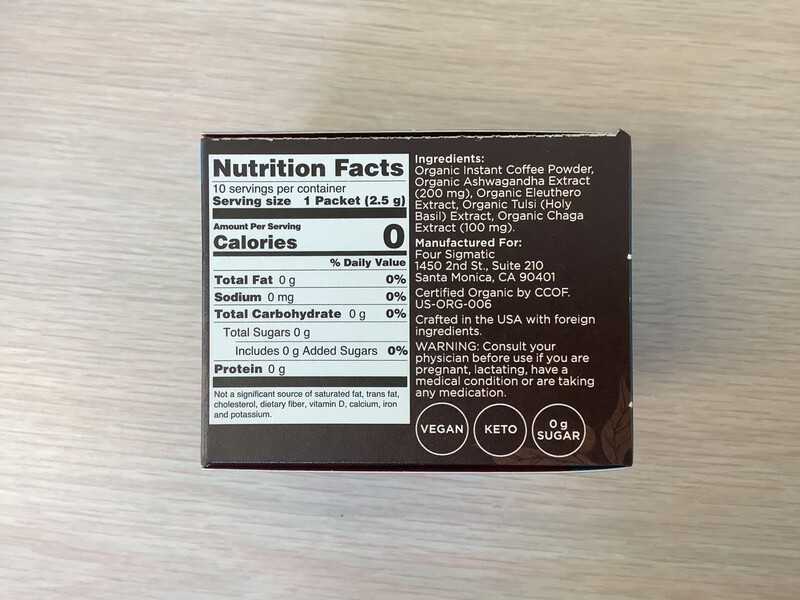 Nutrition Facts
10 servings per container
Serving size 1 Packet (2.5 g)
Amount Per Serving
Calories 0
% Daily Value
Total Fat 0 g 0%
Sodium 0 mg 0%
Total Carbohydrate 0 g 0%
Total Sugars 0 g
Includes 0 g Added Sugars 0%
Protein 0 g
Not a significant source of saturated fat, trans fat,
cholesterol, dietary fiber, vitamin D, calcium, iron
and potassium.
Ingredients:
Organic Instant Coffee Powder,
Organic Ashwagandha Extract
(200 mg), Organic Eleuthero
Extract, Organic Tulsi (Holy
Basil) Extract, Organic Chaga
Extract (100 mg).
Manufactured For:
Four Sigmatic
1450 2nd St., Suite 210
Santa Monica, CA 90401
Certified Organic by CCOF.
US-ORG-006
Crafted in the USA with foreign
ingredients.
WARNING: Consult your
physician before use if you are
pregnant, lactating, have a
medical condition or are taking
any medication.
VEGAN
KETO
0 g
SUGAR